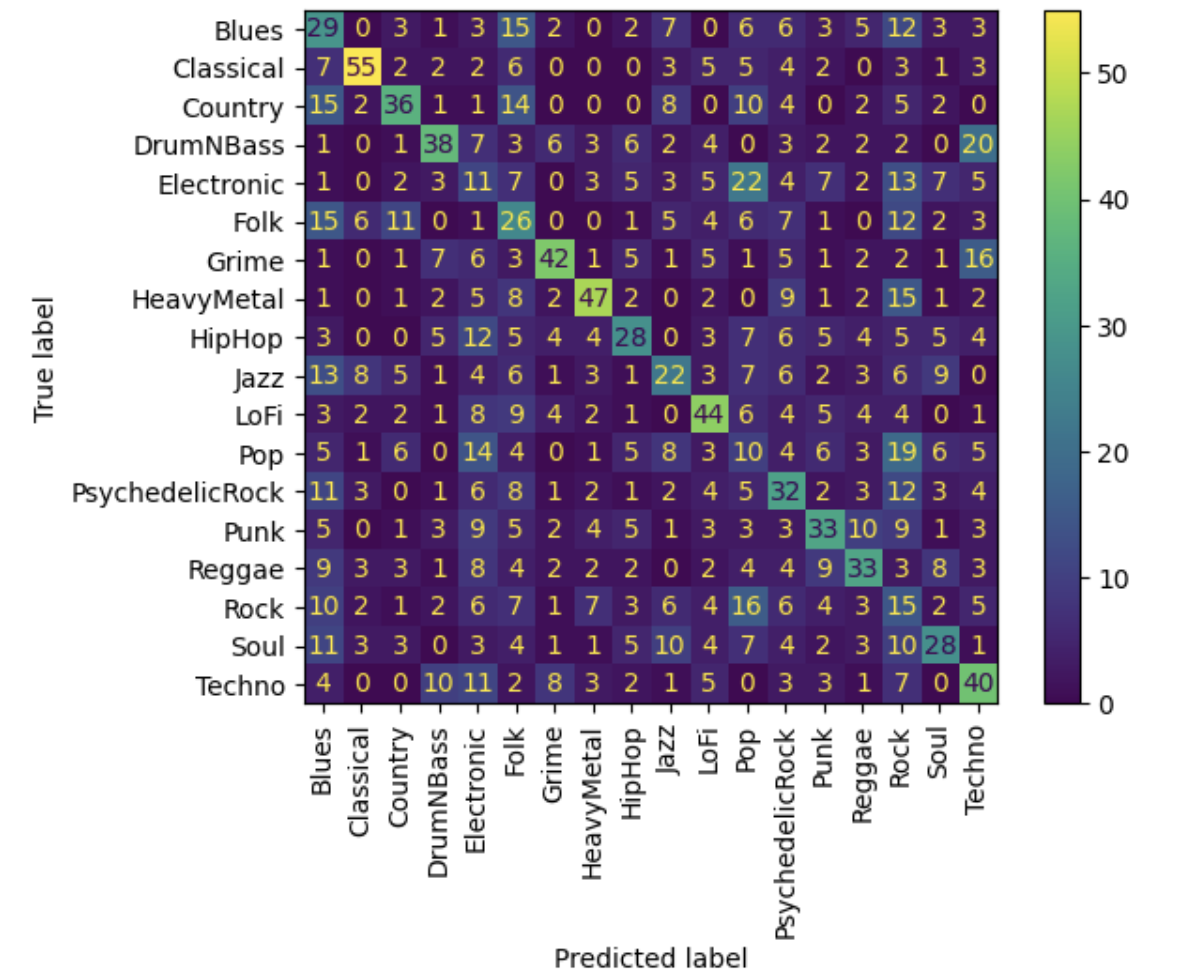 Blues 29 0 3 1 3 15 2 0 2 7 0 6 6 3 5 12 3 3
Classical 7 55 2 2 2 6 0 0 0 3 5 5 4 2 0 3 1 3
50
Country 15 2 36 1 1 14 0 0 0 8 0 10 4 0 2 5 2 0
DrumNBass 1 0 1 38 7 3 6 3 6 2 4 0 3 2 2 2 0 20
Electronic 1 0 2 3 11 7 0 3 5 3 5 22 4 7 2 13 7 5
40
Folk 15 6 11 0 1 26 0 0 1 5 4 6 7 1 0 12 2 3
Grime 1 0 1 7 6 3 42 1 5 1 5 1 5 1 2 2 1 16
HeavyMetal 1 0 1 2 5 8 2 47 2 0 2 0 9 1 2 15 1 2
30
HipHop 3 0 0 5 12 5 4 4 28 0 3 7 6 5 4 5 5 4
True label
Jazz 13 8 5 1 4 6 1 3 1 22 3 7 6 2 3 6 9 0
LoFi 3 2 2 1 8 9 4 2 1 0 44 6 4 5 4 4 0 1
Pop 5 1 6 0 14 4 0 1 5 8 3 10 4 6 3 19 6 5
20
PsychedelicRock 11 3 0 1 6 8 1 2 1 2 4 5 32 2 3 12 3 4
Punk 5 0 1 3 9 5 2 4 5 1 3 3 3 33 10 9 1 3
Reggae 9 3 3 1 8 4 2 2 2 0 2 4 4 9 33 3 8 3
10
Rock 10 2 1 2 6 7 1 7 3 6 4 16 6 4 3 15 2 5
Soul 11 3 3 0 3 4 1 1 5 10 4 7 4 2 3 10 28 1
Techno 4 0 0 10 11 2 8 3 2 1 5 0 3 3 1 7 0 40
0
Blues
Classical
Country
DrumNBass
Electronic
Folk
Grime
HeavyMetal
HipHop
Jazz
LoFi
Pop
PsychedelicRock
Punk
Reggae
Rock
Soul
Techno
Predicted label